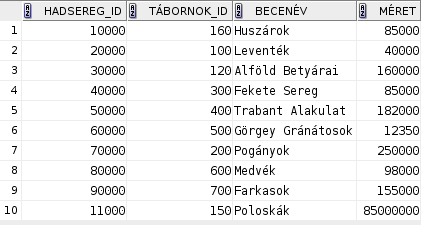 HADSEREG_ID TÁBORNOK_ID BECENÉV MÉRET
1 10000 160 Huszárok 85000
2 20000 100 Leventék 40000
3 30000 120 Alföld Betyárai 160000
4 40000 300 Fekete Sereg 85000
5 50000 400 Trabant Alakulat 182000
6 60000 500 Görgey Gránátosok 12350
7 70000 200 Pogányok 250000
8 80000 600 Medvék 98000
9 90000 700 Farkasok 155000
10 11000 150 Poloskák 85000000